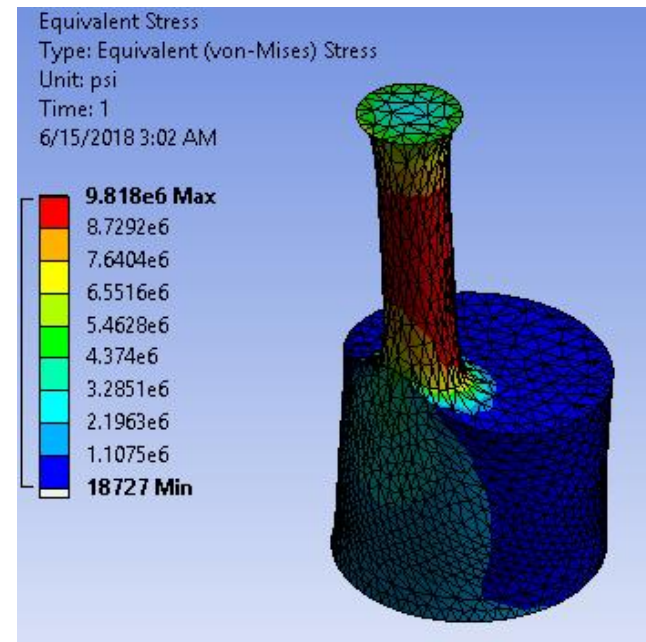 Equivalent Stress
Type: Equivalent (von-Mises) Stress
Unit: psi
Time: 1
6/15/2018 3:02 AM
9.818e6 Max
8.7292e6
7.6404e6
6.5516e6
5.4628e6
4.374e6
3.2851e6
2.1963e6
1.1075e6
18727 Min